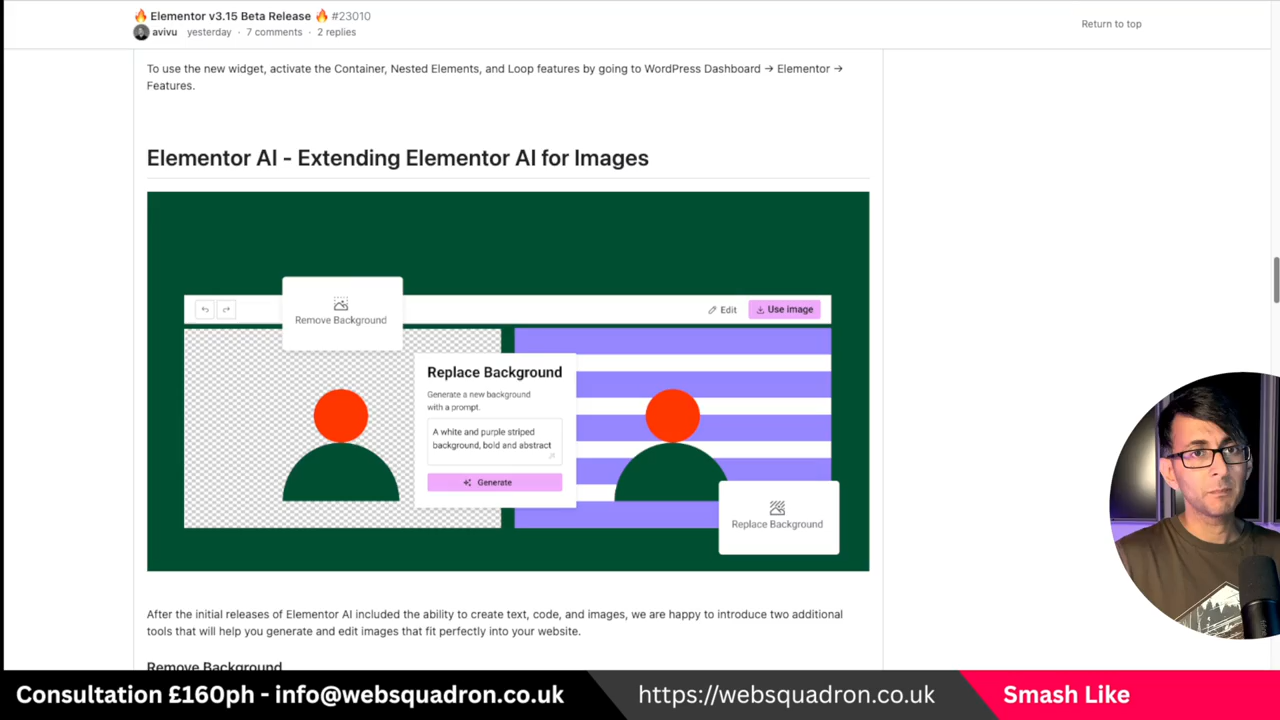 🔥 Elementor v3.15 Beta Release 🔥 #23010
avivu yesterday · 7 comments · 2 replies
Return to top
To use the new widget, activate the Container, Nested Elements, and Loop features by going to WordPress Dashboard → Elementor →
Features.
Elementor AI - Extending Elementor AI for Images
Remove Background
Edit
Use image
Replace Background
Generate a new background
with a prompt.
A white and purple striped
background, bold and abstract
Generate
Replace Background
After the initial releases of Elementor AI included the ability to create text, code, and images, we are happy to introduce two additional
tools that will help you generate and edit images that fit perfectly into your website.
Remove Background
Consultation £160ph - info@websquadron.co.uk
https://websquadron.co.uk
Smash Like